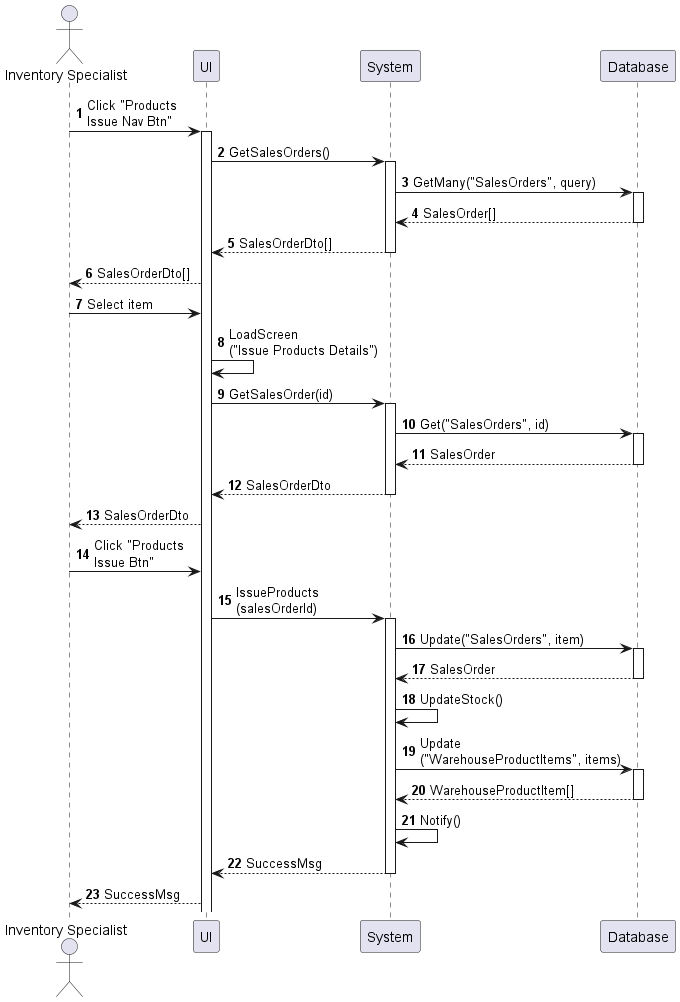 Inventory Specialist
UI
System
Database
1 Click "Products
Issue Nav Btn"
2 GetSalesOrders()
3 GetMany("SalesOrders", query)
4 SalesOrder[]
5 SalesOrderDto[]
6 SalesOrderDto[]
7 Select item
8 LoadScreen
("Issue Products Details")
9 GetSalesOrder(id)
10 Get("SalesOrders", id)
11 SalesOrder
12 SalesOrderDto
13 SalesOrderDto
14 Click "Products
Issue Btn"
15 IssueProducts
(salesOrderId)
16 Update("SalesOrders", item)
17 SalesOrder
18 UpdateStock()
19 Update
("WarehouseProductItems", items)
20 WarehouseProductItem[]
21 Notify()
22 SuccessMsg
23 SuccessMsg
Inventory Specialist
UI
System
Database